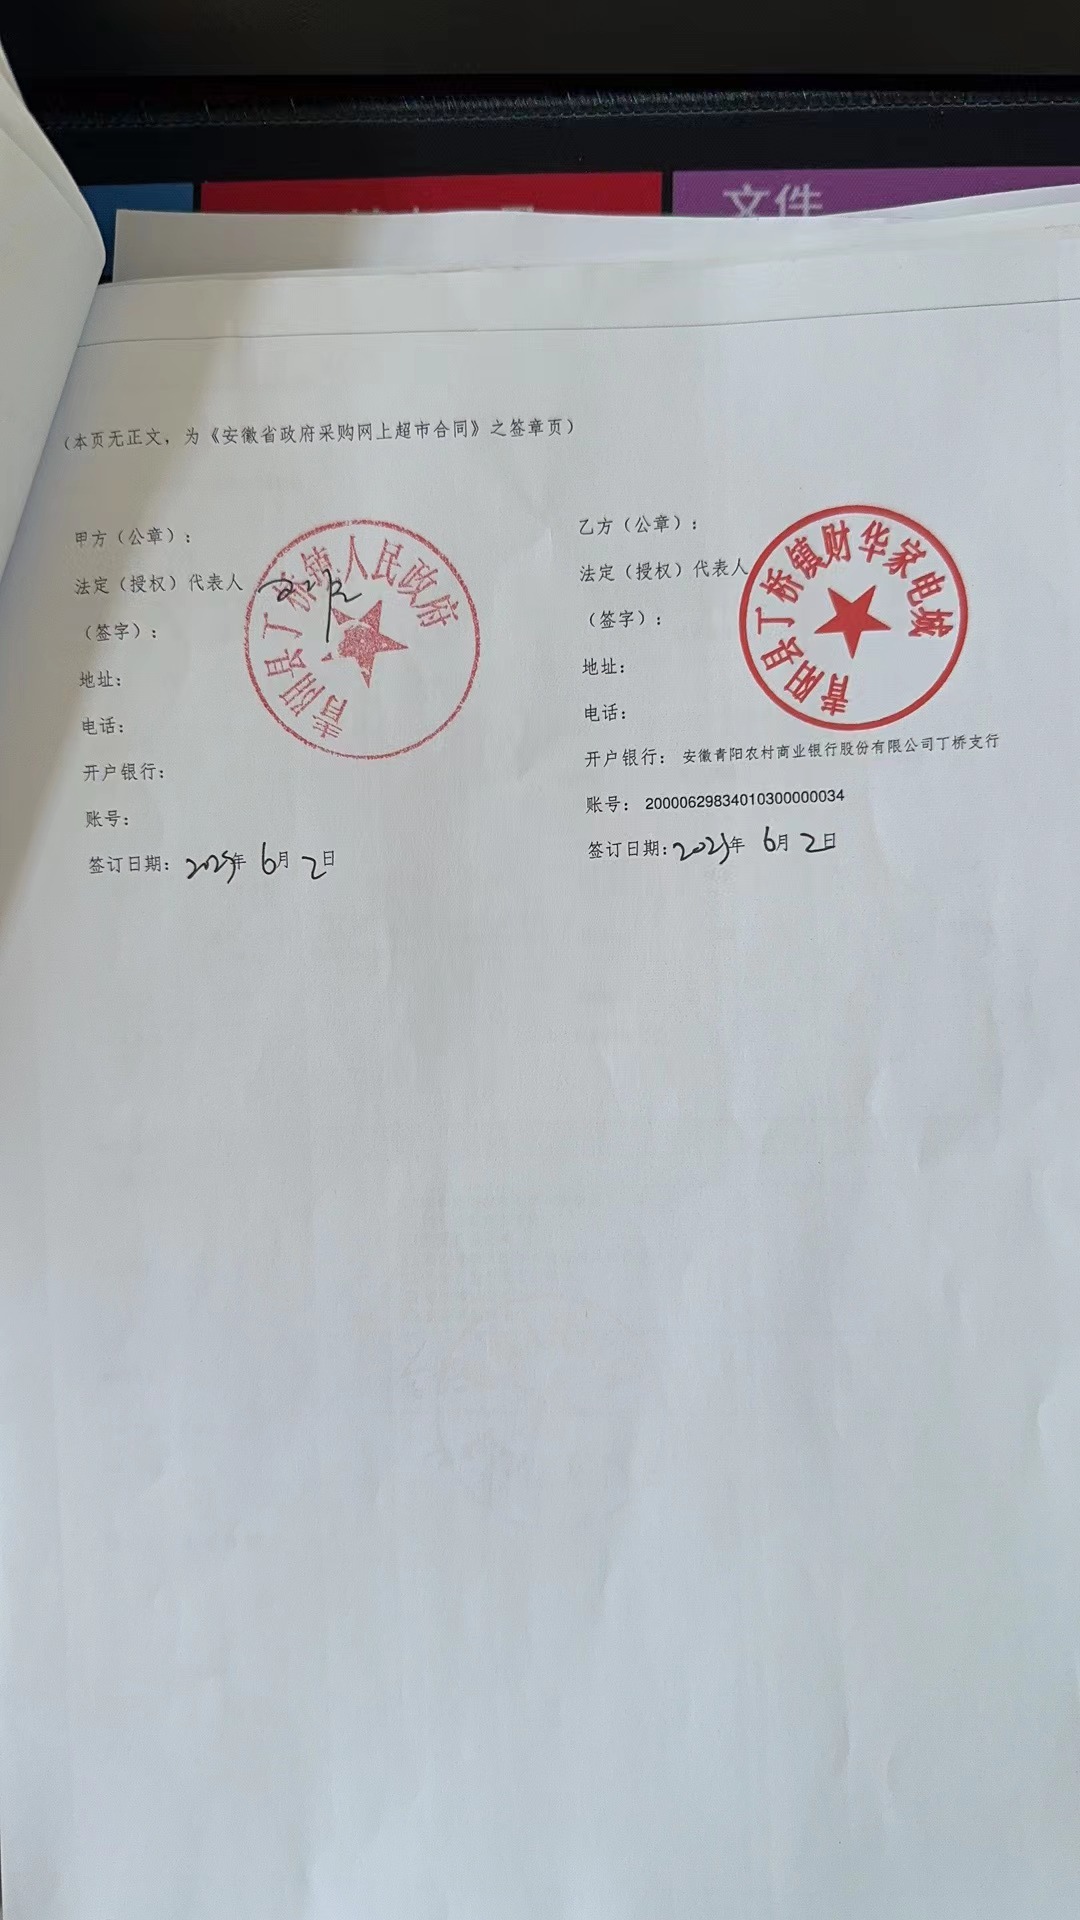 文件
（本页无正文，为《安徽省政府采购网上超市合同》之签章页）
甲方（公章）：
法定（授权）代表人
（签字）：
地址：
电话：
开户银行：
账号：
签订日期：2025年 6月 2日
青阳县丁桥镇人民政府
乙方（公章）：
法定（授权）代表人
（签字）：
地址：
电话：
开户银行： 安徽青阳农村商业银行股份有限公司丁桥支行
账号： 20000629834010300000034
签订日期：2025年 6月 2日
青阳县丁桥镇财华家电城